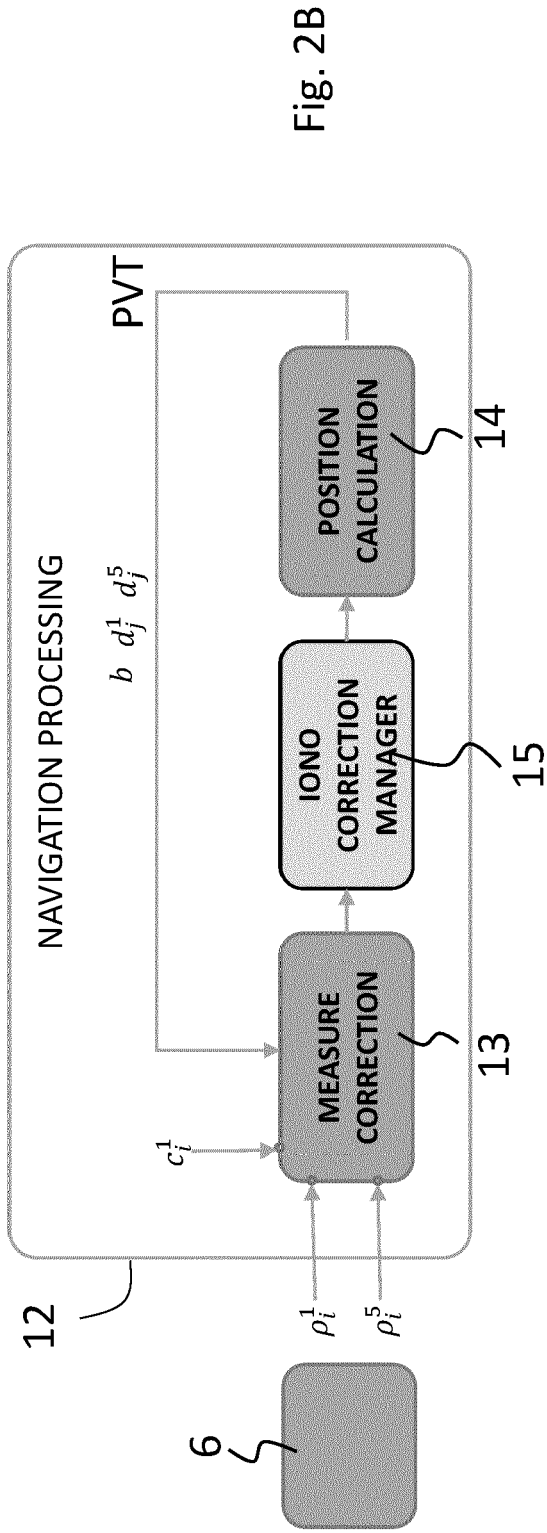 Fig. 2B
12
NAVIGATION PROCESSING
PVT
b d_j^1 d_j^5
c_i^1
6
ρ_i^1
ρ_i^5
MEASURE
CORRECTION
IONO
CORRECTION
MANAGER
POSITION
CALCULATION
13
15
14